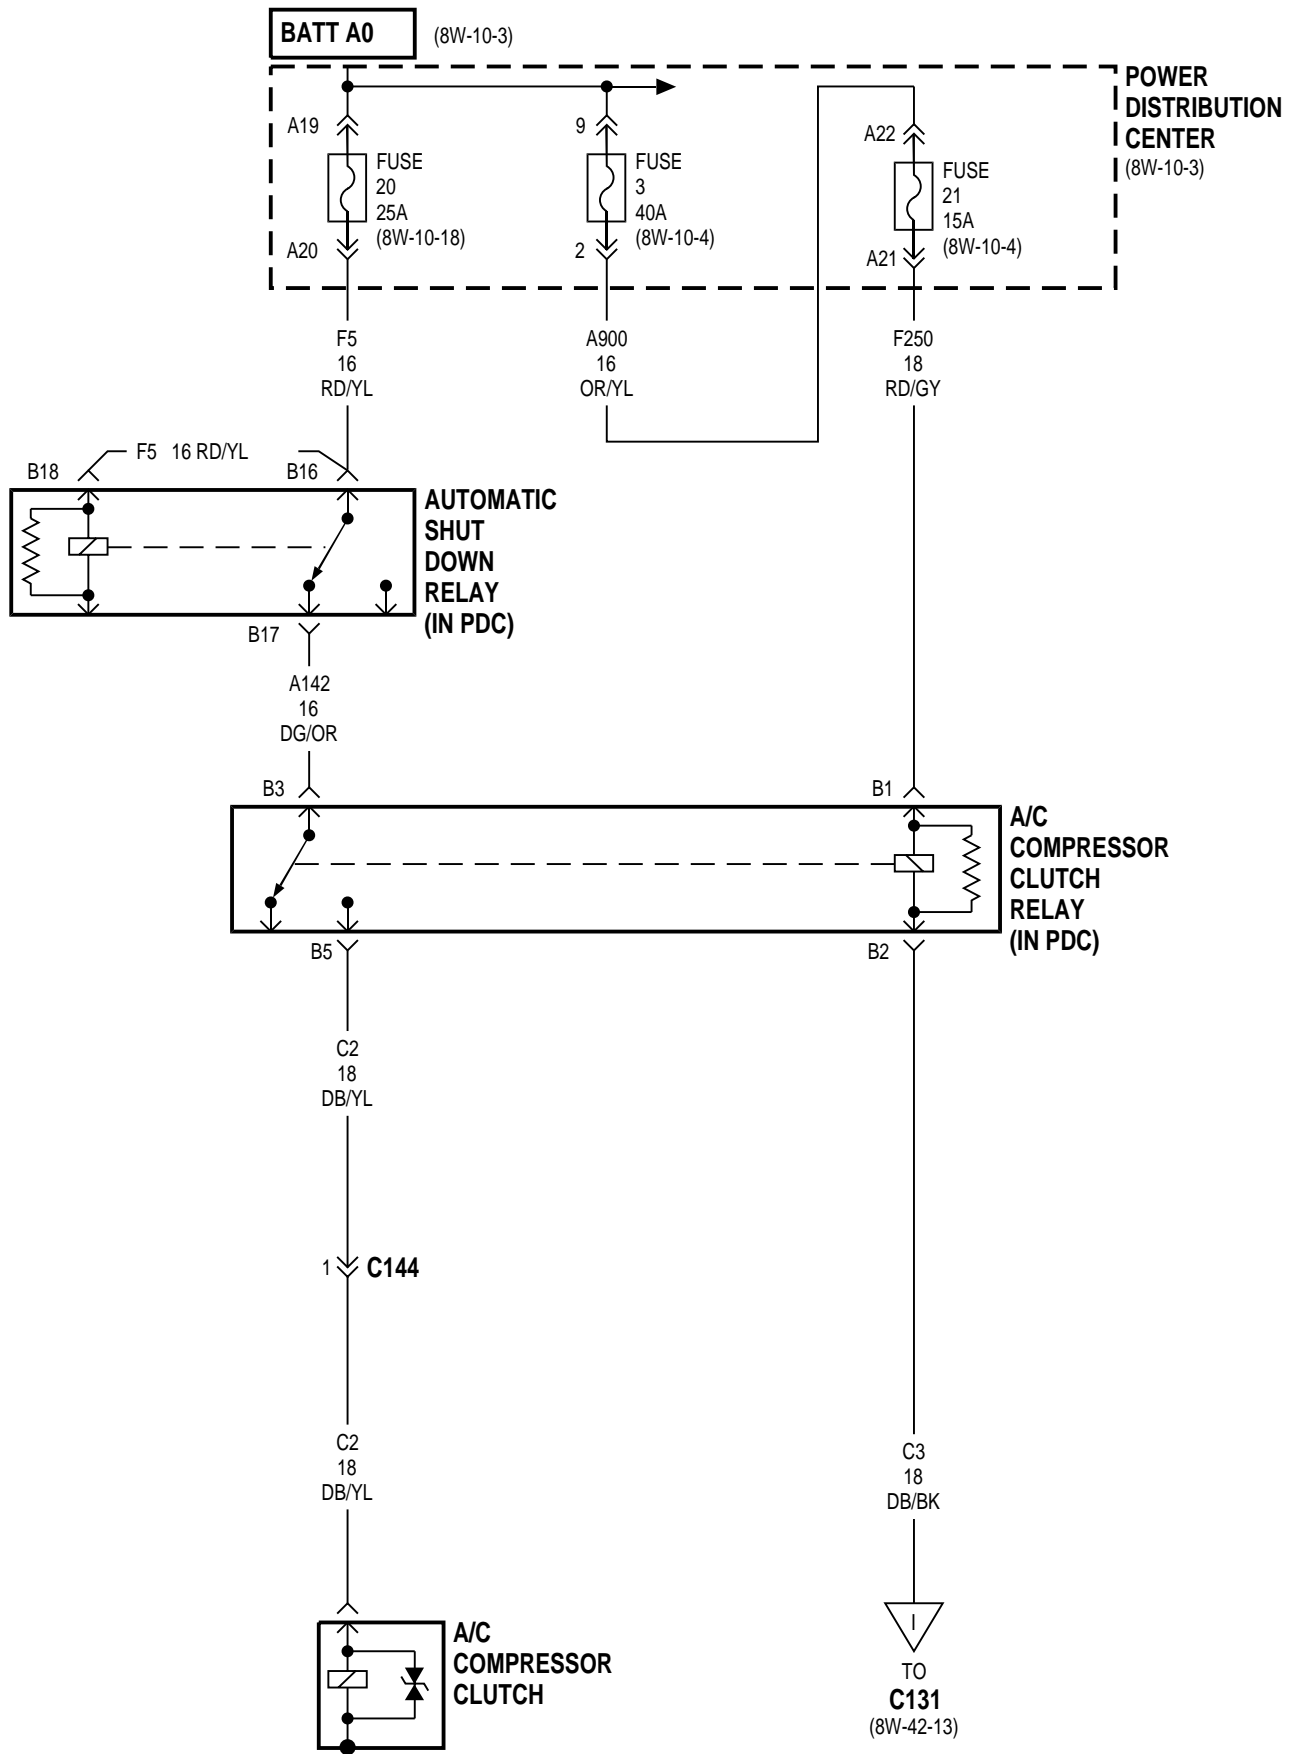 BATT A0
(8W-10-3)
POWER
DISTRIBUTION
CENTER
(8W-10-3)
A19
9
A22
FUSE
20
25A
(8W-10-18)
FUSE
3
40A
(8W-10-4)
FUSE
21
15A
(8W-10-4)
A20
2
A21
F5
16
RD/YL
A900
16
OR/YL
F250
18
RD/GY
F5 16 RD/YL
B18
B16
AUTOMATIC
SHUT
DOWN
RELAY
(IN PDC)
B17
A142
16
DG/OR
B3
B1
A/C
COMPRESSOR
CLUTCH
RELAY
(IN PDC)
B5
B2
C2
18
DB/YL
1
C144
C2
18
DB/YL
C3
18
DB/BK
A/C
COMPRESSOR
CLUTCH
I
TO
C131
(8W-42-13)